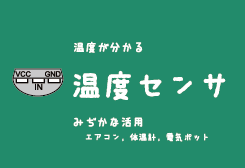 温度が分かる
VCC GND
IN
温度センサ
みぢかな活用
エアコン, 体温計, 電気ポット